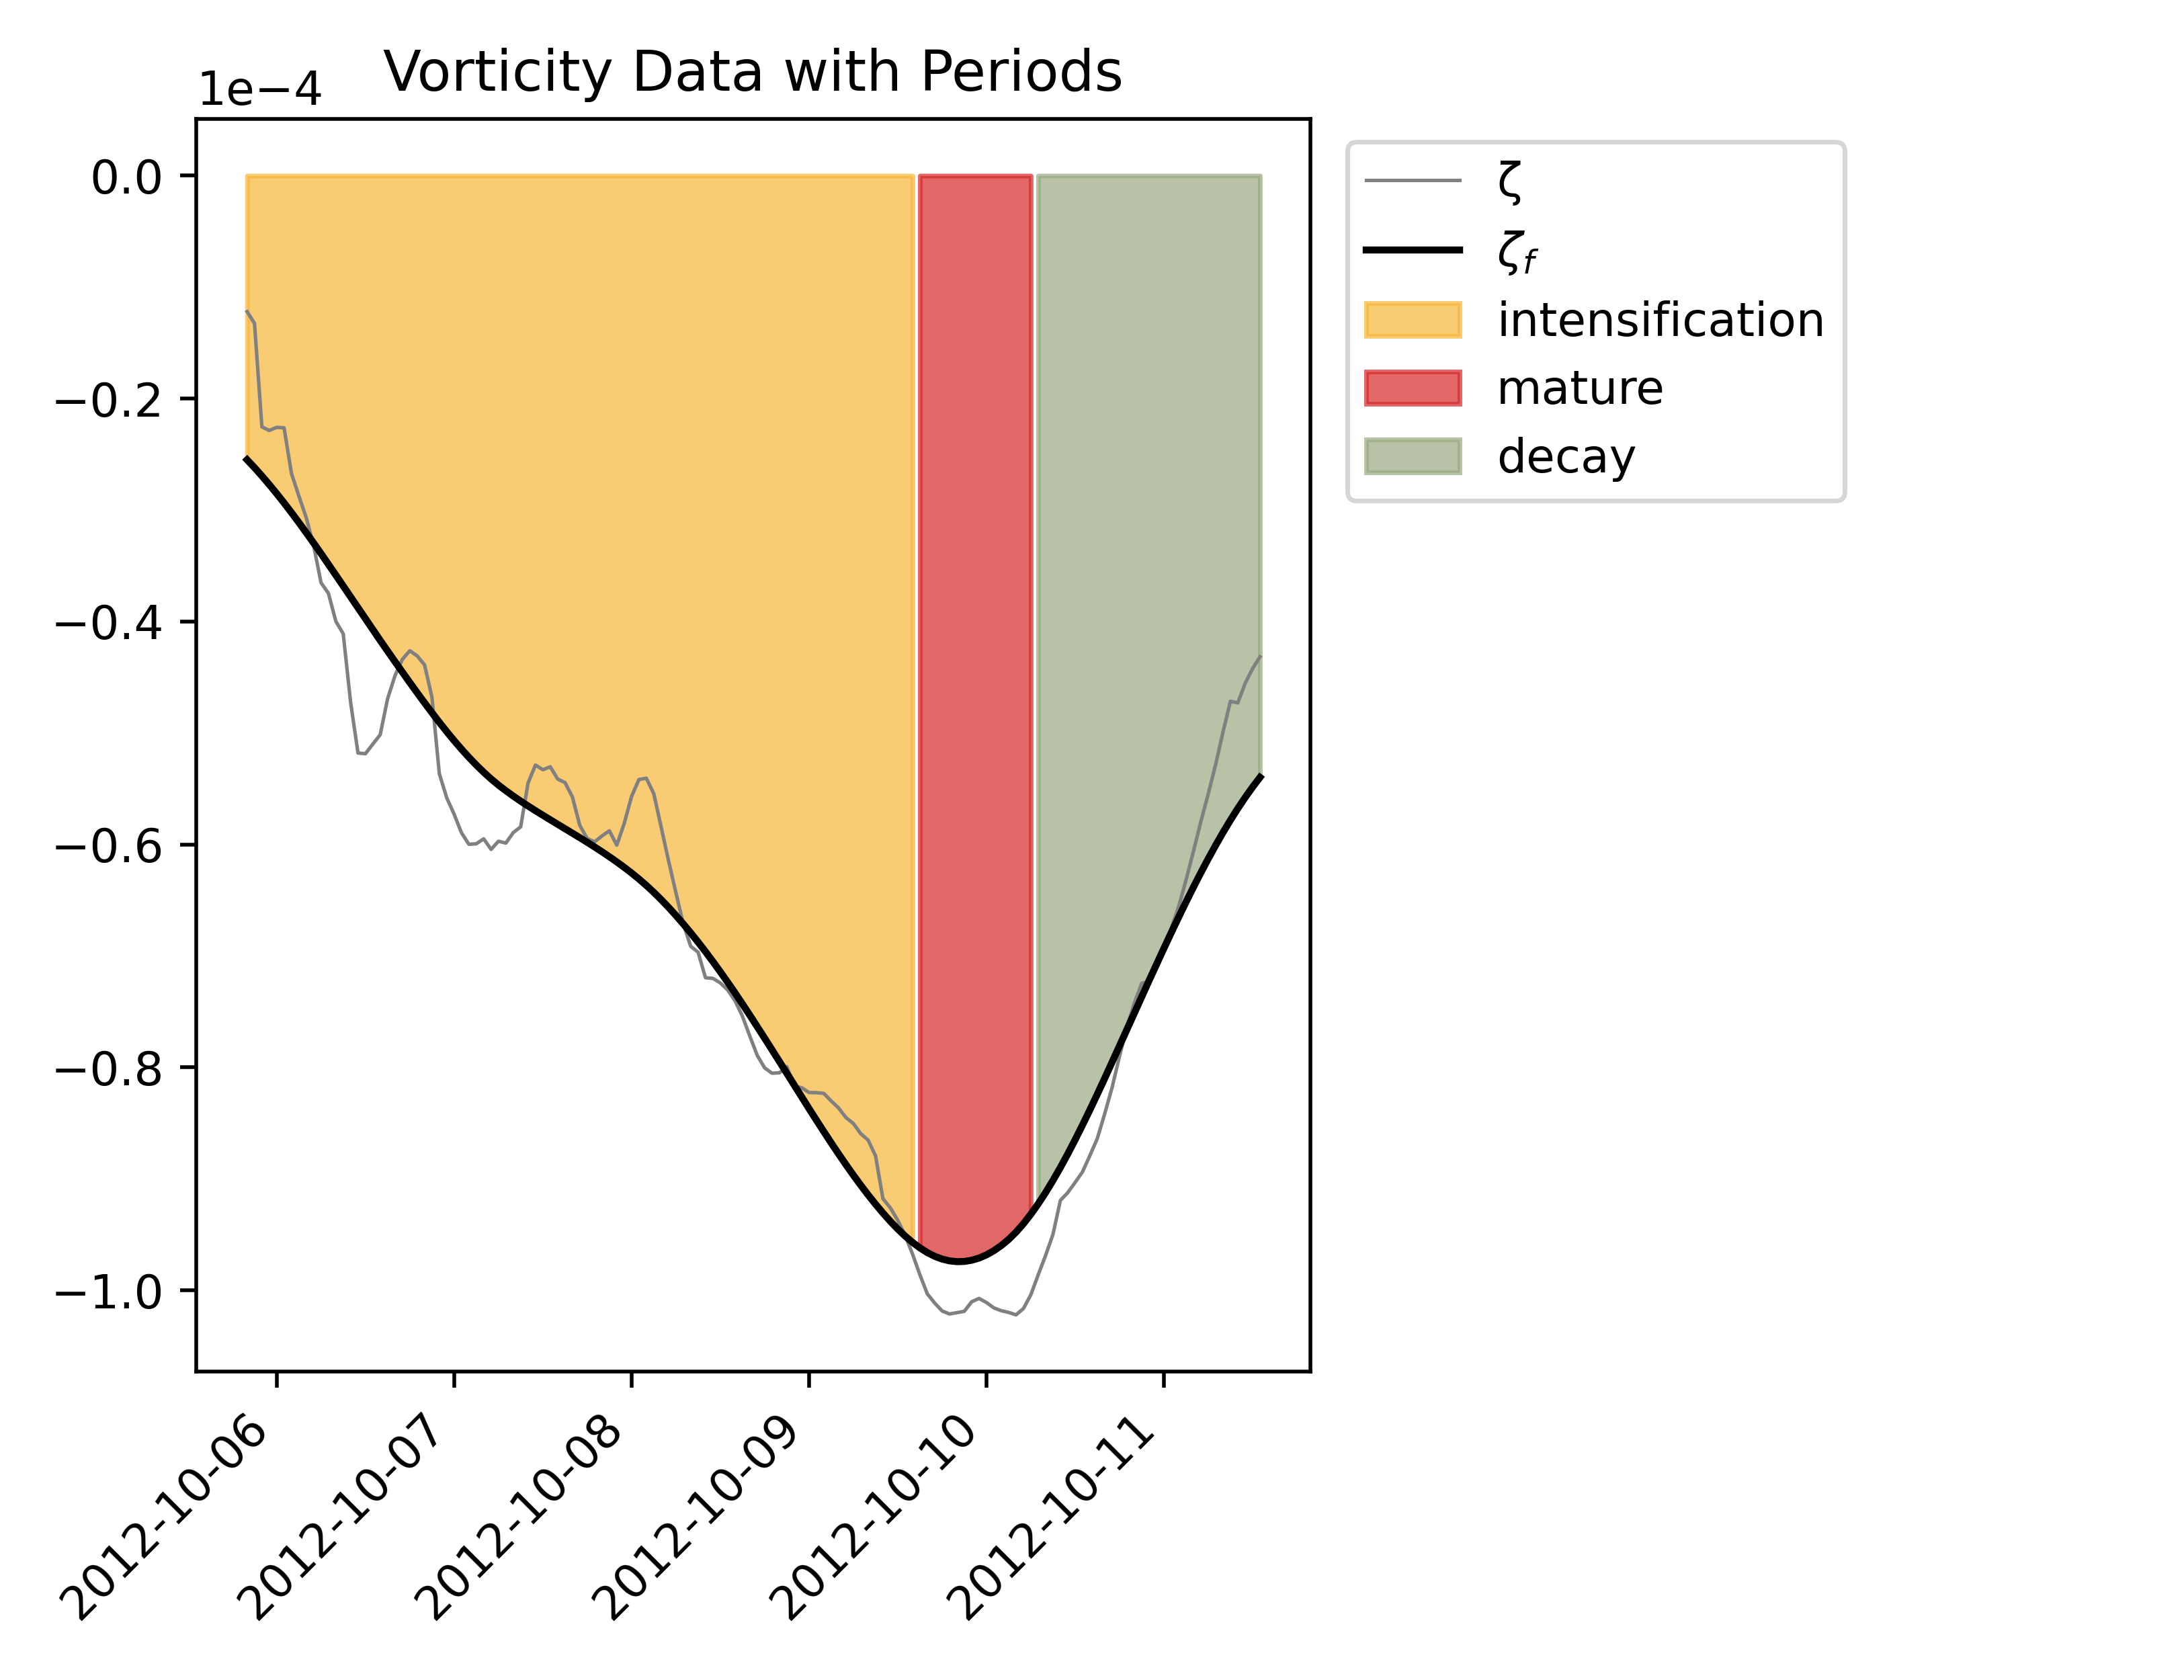 Vorticity Data with Periods
1e−4
0.0
−0.2
−0.4
−0.6
−0.8
−1.0
2012-10-06
2012-10-07
2012-10-08
2012-10-09
2012-10-10
2012-10-11
ζ
ζf
intensification
mature
decay